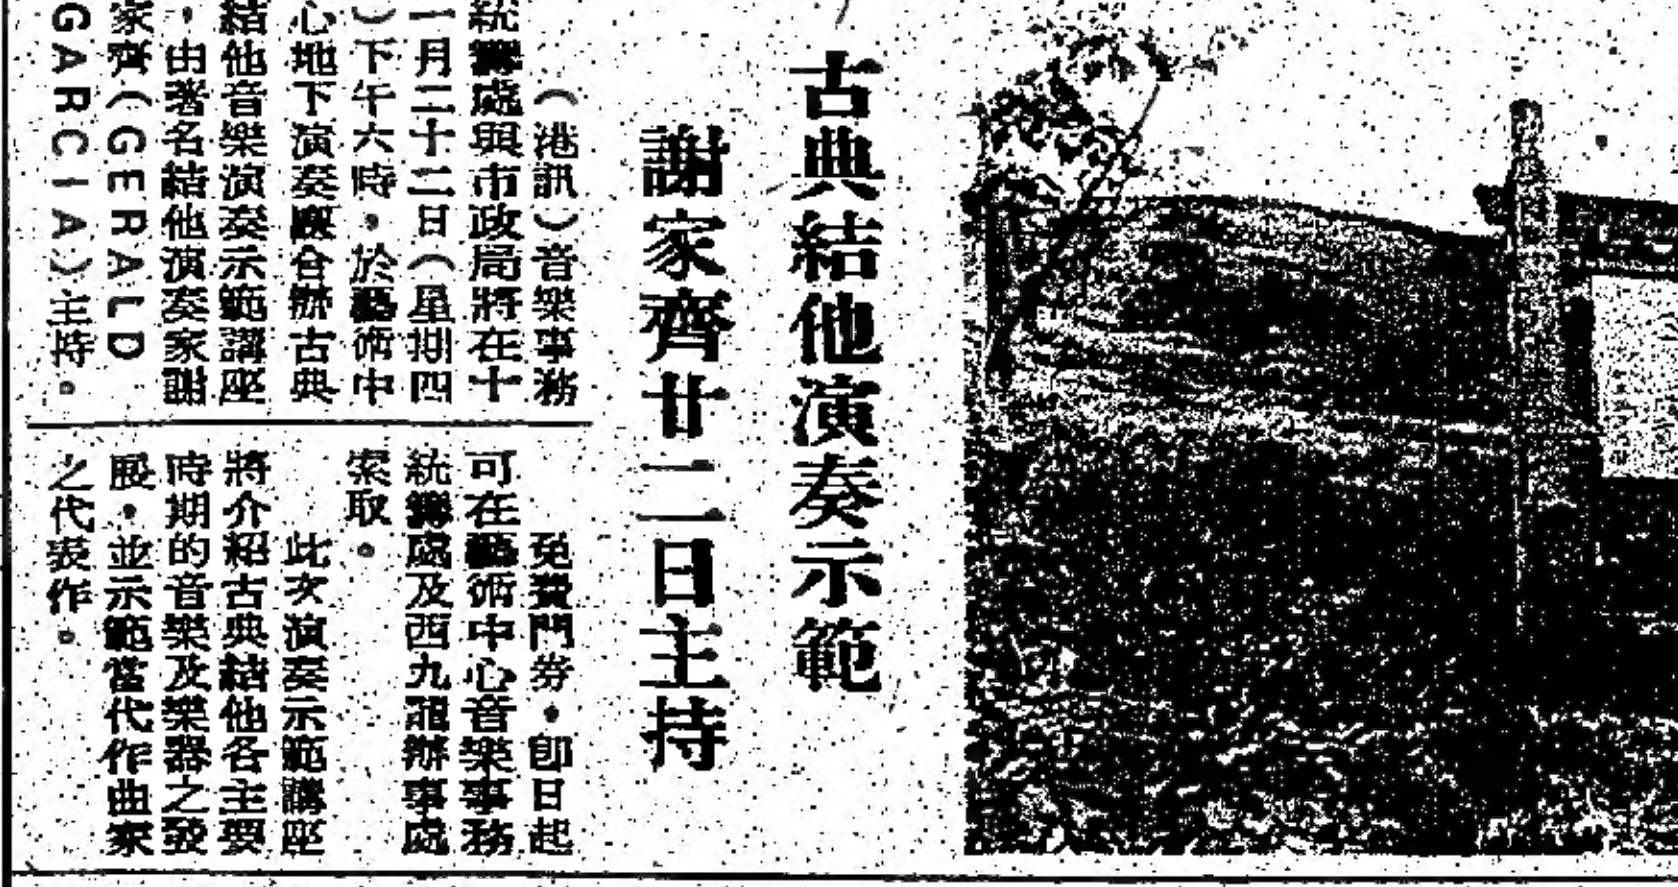 古典結他演奏示範
謝家齊廿二日主持
（港訊）音樂事務
統籌處與市政局將在十
一月二十二日（星期四
）下午六時，於藝術中
心地下演奏廳合辦古典
結他音樂演奏示範講座
，由著名結他演奏家謝
家齊（GERALD
GARCIA）主持。
免費門券，即日起
可在藝術中心音樂事務
統籌處及西九龍辦事處
索取。
此次演奏示範講座
將介紹古典結他各主要
時期的音樂及樂器之發
展，並示範當代作曲家
之代表作。